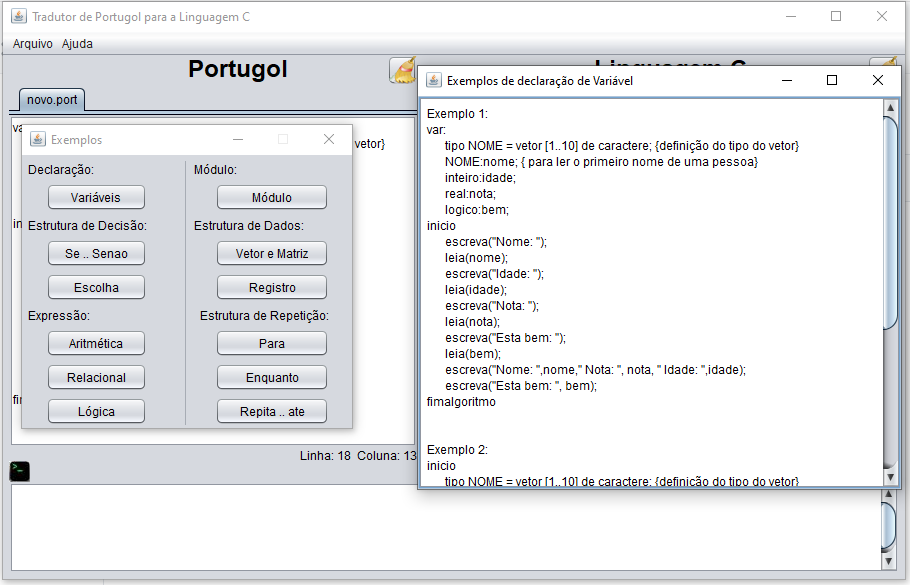 Tradutor de Portugol para a Linguagem C
Arquivo Ajuda
Portugol
novo.port
vetor}
Exemplos
Declaração:
Variáveis
Estrutura de Decisão:
Se .. Senao
Escolha
Expressão:
Aritmética
Relacional
Lógica
Módulo:
Módulo
Estrutura de Dados:
Vetor e Matriz
Registro
Estrutura de Repetição:
Para
Enquanto
Repita .. ate
Linha: 18 Coluna: 13
Linguagem C
Exemplos de declaração de Variável
Exemplo 1:
var:
tipo NOME = vetor [1..10] de caractere; {definição do tipo do vetor}
NOME:nome; { para ler o primeiro nome de uma pessoa}
inteiro:idade;
real:nota;
logico:bem;
inicio
escreva("Nome: ");
leia(nome);
escreva("Idade: ");
leia(idade);
escreva("Nota: ");
leia(nota);
escreva("Esta bem: ");
leia(bem);
escreva("Nome: ",nome," Nota: ", nota, " Idade: ",idade);
escreva("Esta bem: ", bem);
fimalgoritmo
Exemplo 2:
inicio
tipo NOME = vetor [1..10] de caractere; {definição do tipo do vetor}